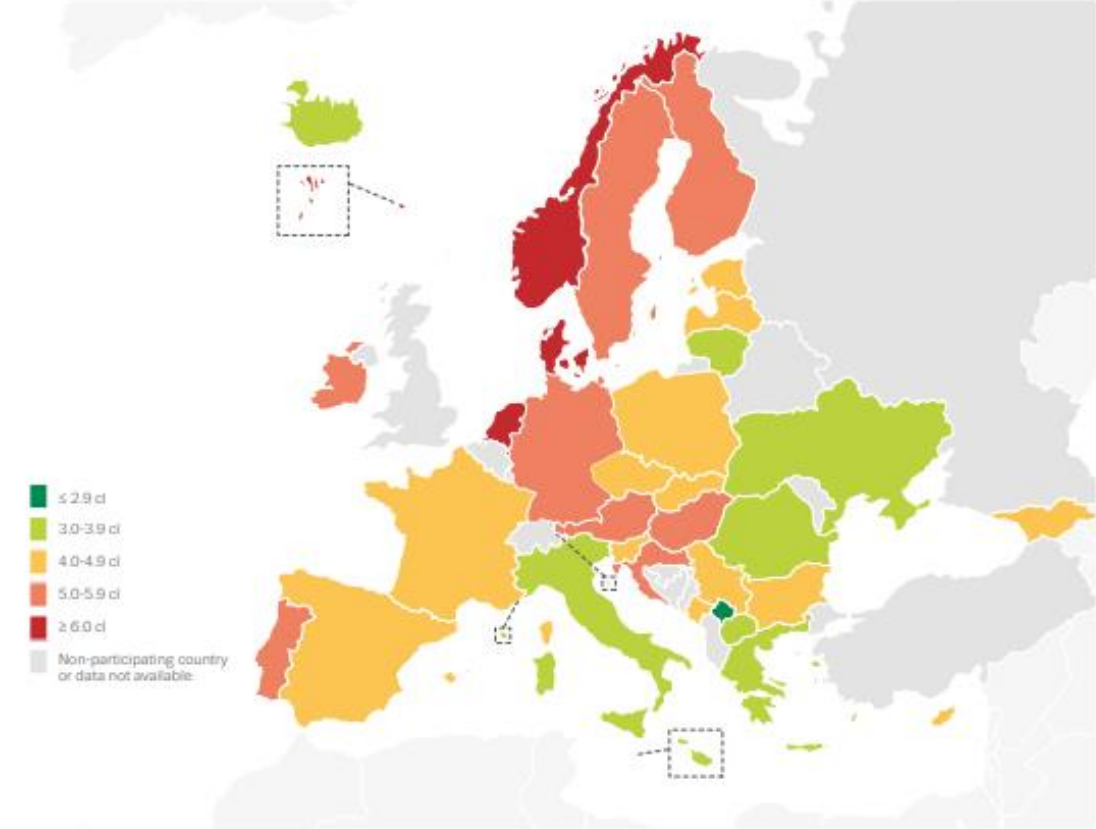 ≤ 2.9 cl
3.0-3.9 cl
4.0-4.9 cl
5.0-5.9 cl
≥ 6.0 cl
Non-participating country
or data not available